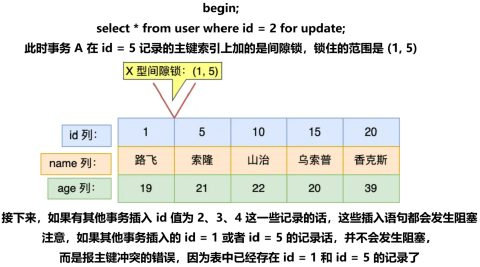 begin;
select * from user where id = 2 for update;
此时事务 A 在 id = 5 记录的主键索引上加的是间隙锁，锁住的范围是 (1, 5)
X 型间隙锁：(1, 5)
id 列： 1 5 10 15 20
name 列： 路飞 索隆 山治 乌索普 香克斯
age 列： 19 21 22 20 39
接下来，如果有其他事务插入 id 值为 2、3、4 这一些记录的话，这些插入语句都会发生阻塞
注意，如果其他事务插入的 id = 1 或者 id = 5 的记录话，并不会发生阻塞，
而是报主键冲突的错误，因为表中已经存在 id = 1 和 id = 5 的记录了